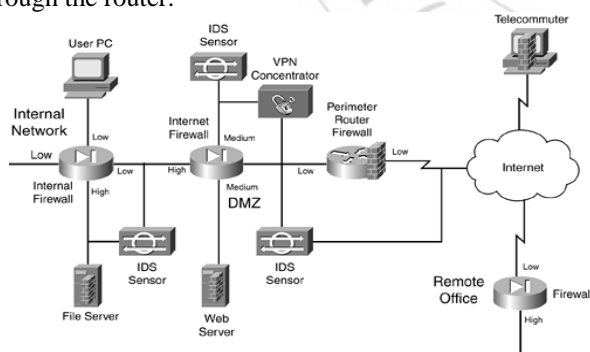 rough the router.
Telecommuter
IDS
Sensor
User PC
VPN
Concentrator
Internal
Network
Internet
Firewall
Perimeter
Router
Firewall
Low
Medium
Low
Low
Low
High
Low
Internet
Internal
Firewall
High
Medium
DMZ
IDS
Sensor
IDS
Sensor
Low
Remote
Office
Firewal
High
File Server
Web
Server